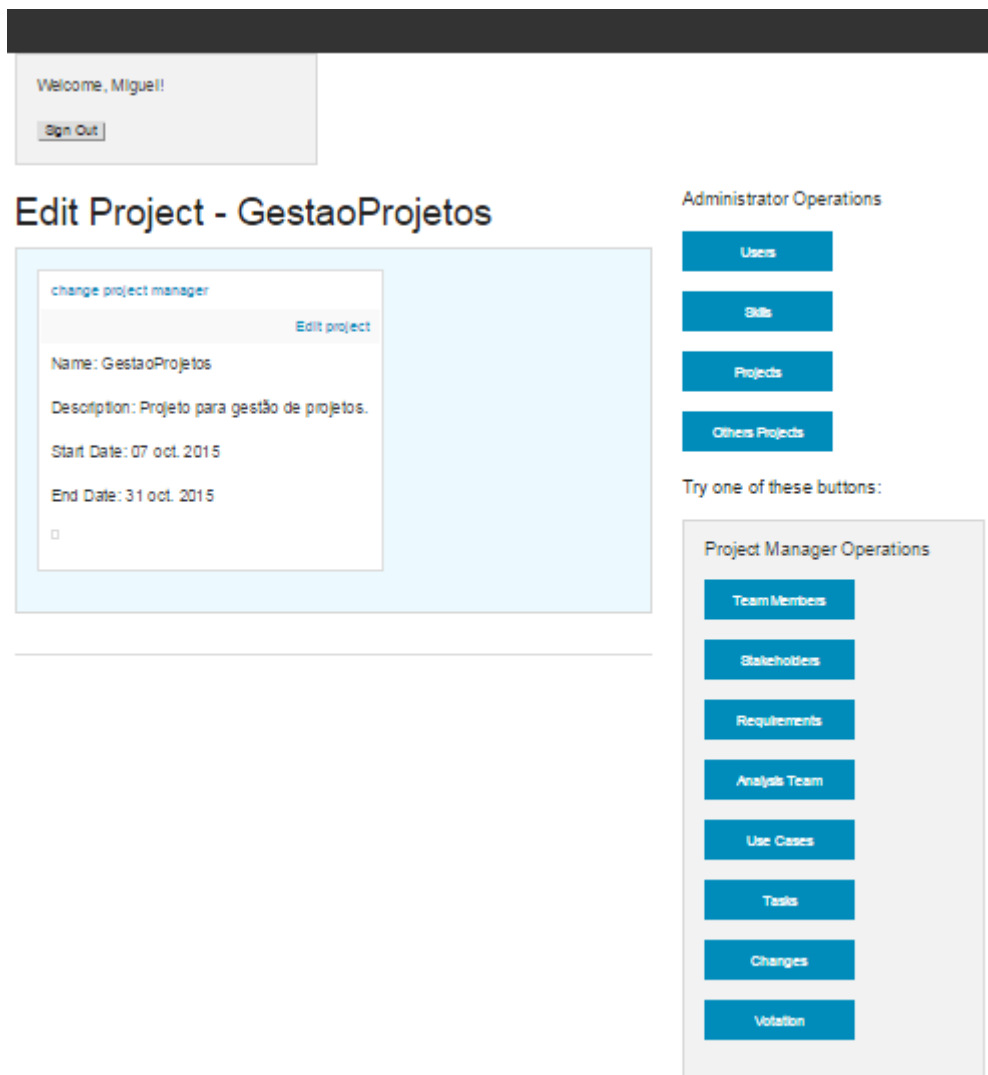 Welcome, Miguel!
Sign Out
Edit Project - GestaoProjetos
change project manager
Edit project
Name: GestaoProjetos
Description: Projeto para gestão de projetos.
Start Date: 07 oct. 2015
End Date: 31 oct. 2015
Administrator Operations
Users
Skills
Projects
Others Projects
Try one of these buttons:
Project Manager Operations
Team Members
Stakeholders
Requirements
Analysis Team
Use Cases
Tasks
Changes
Votation